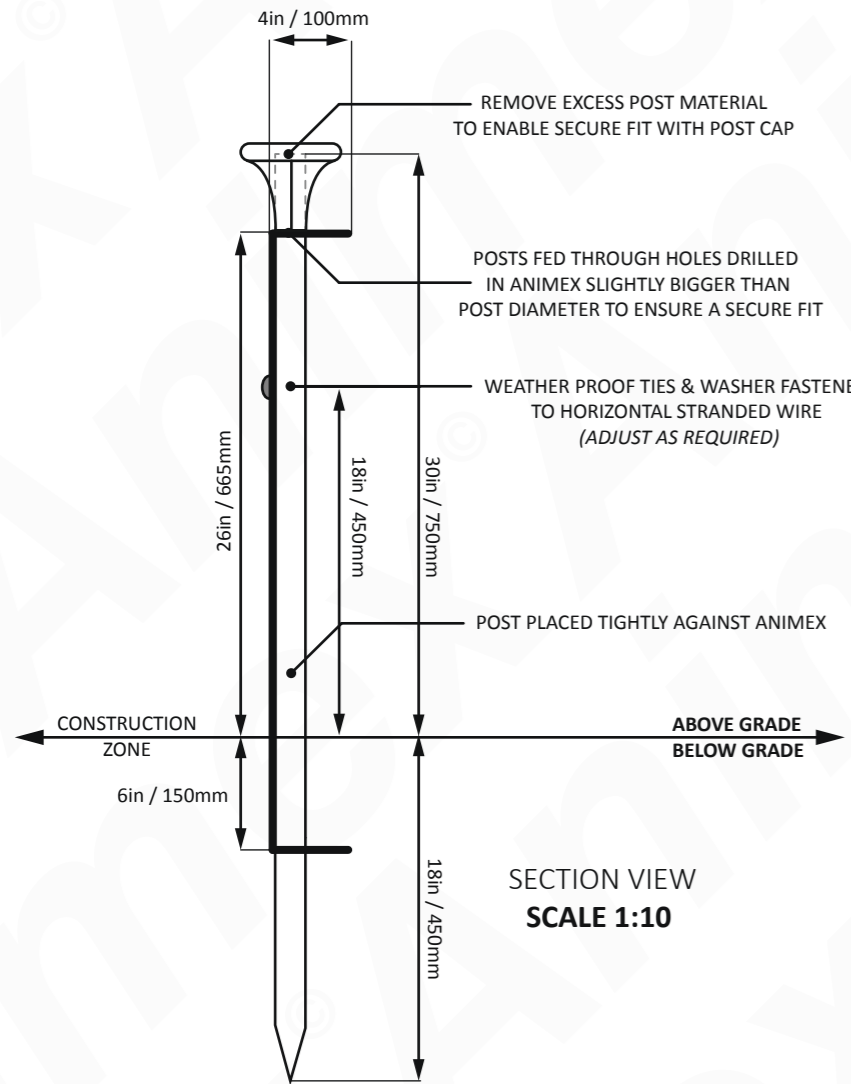 4in / 100mm
REMOVE EXCESS POST MATERIAL
TO ENABLE SECURE FIT WITH POST CAP
POSTS FED THROUGH HOLES DRILLED
IN ANIMEX SLIGHTLY BIGGER THAN
POST DIAMETER TO ENSURE A SECURE FIT
WEATHER PROOF TIES & WASHER FASTENE
TO HORIZONTAL STRANDED WIRE
(ADJUST AS REQUIRED)
26in / 665mm
18in / 450mm
30in / 750mm
POST PLACED TIGHTLY AGAINST ANIMEX
CONSTRUCTION
ZONE
ABOVE GRADE
BELOW GRADE
6in / 150mm
18in / 450mm
SECTION VIEW
SCALE 1:10